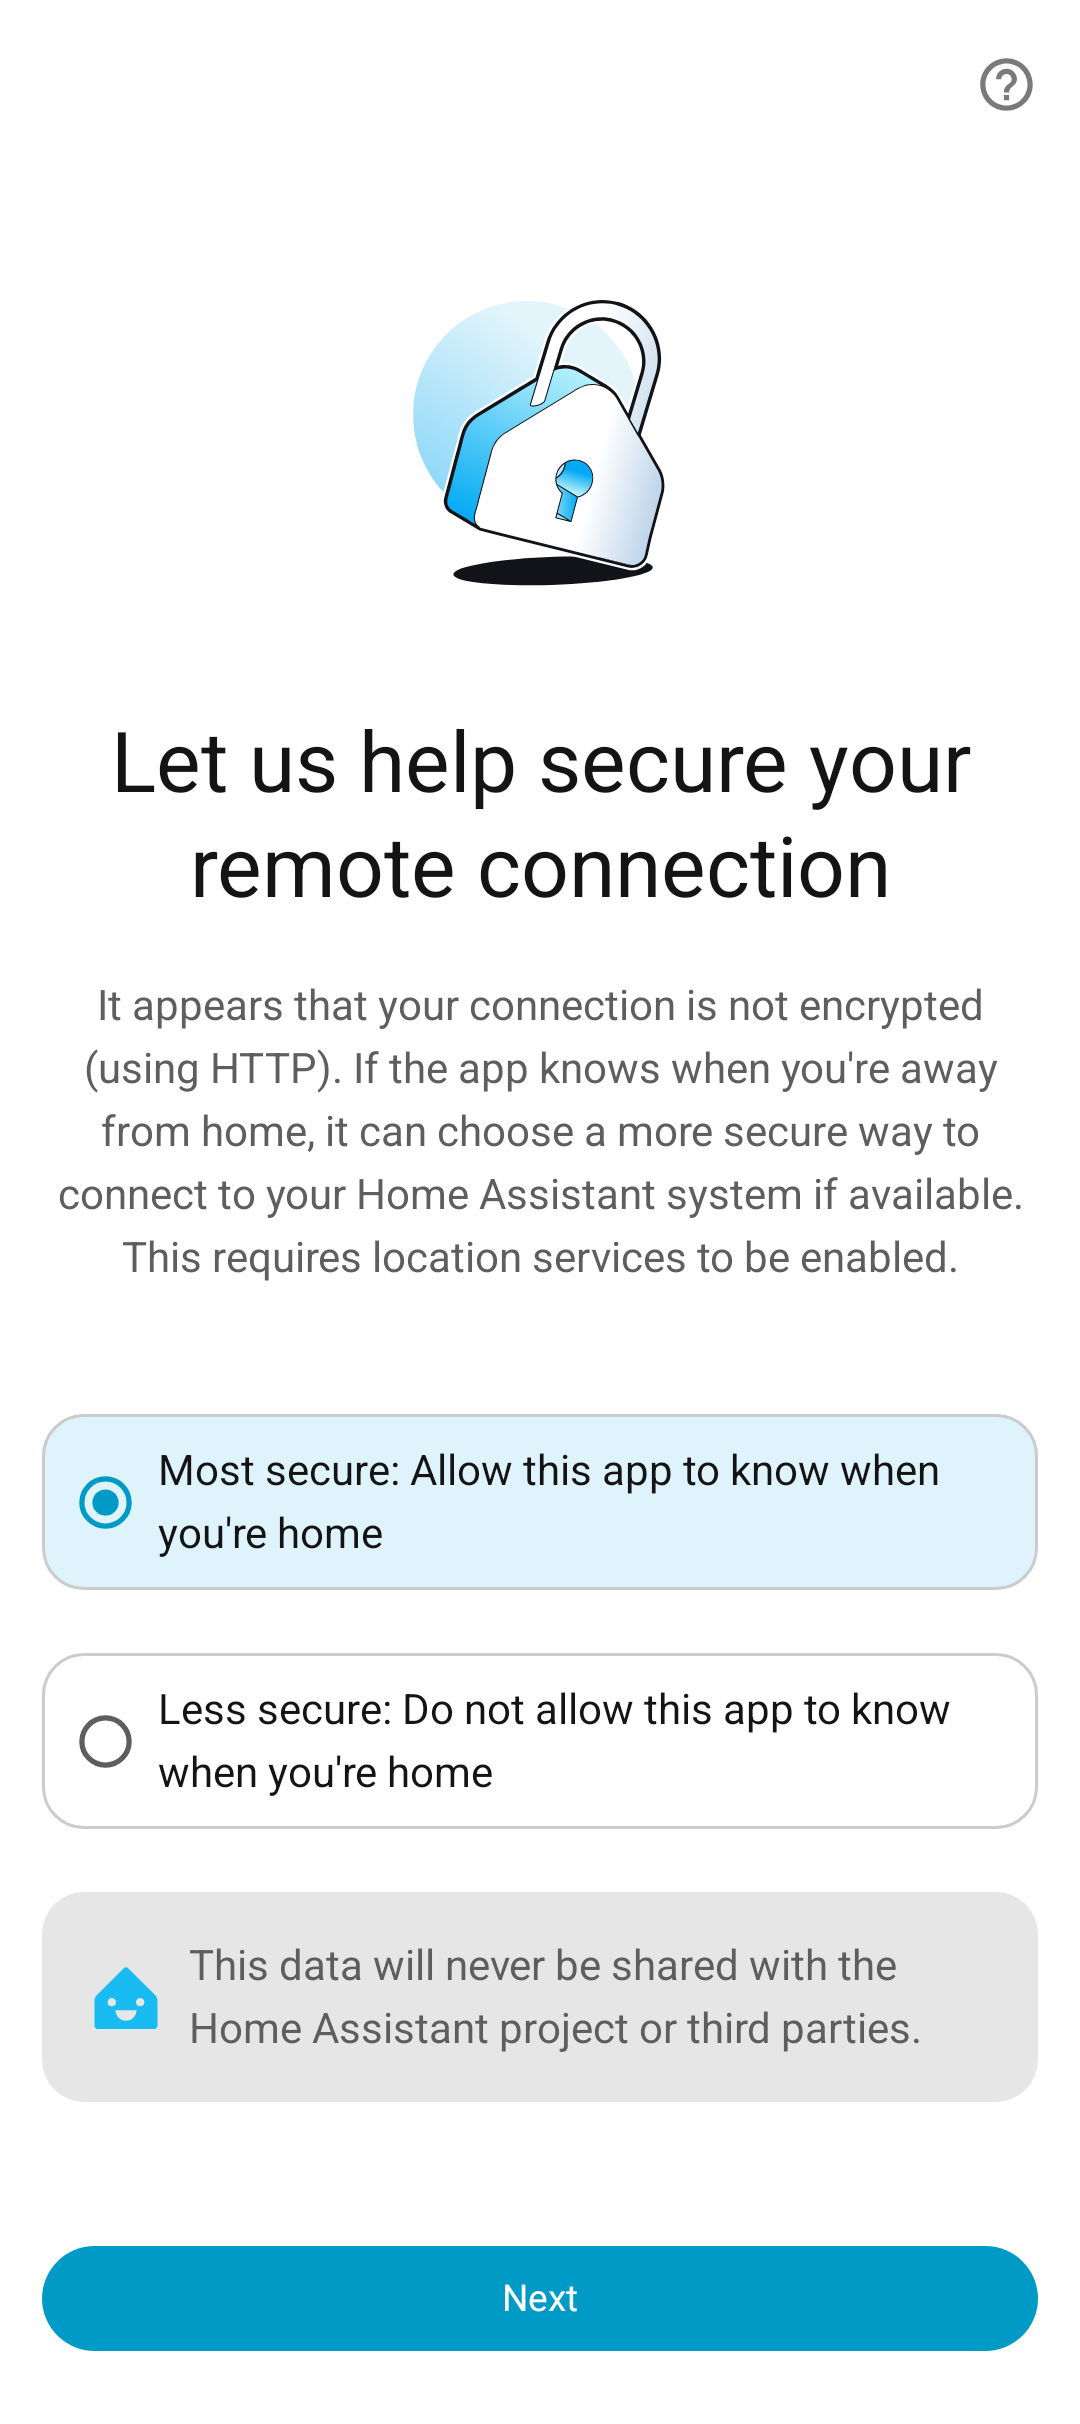 Let us help secure your
remote connection
It appears that your connection is not encrypted
(using HTTP). If the app knows when you're away
from home, it can choose a more secure way to
connect to your Home Assistant system if available.
This requires location services to be enabled.
Most secure: Allow this app to know when
you're home
Less secure: Do not allow this app to know
when you're home
This data will never be shared with the
Home Assistant project or third parties.
Next